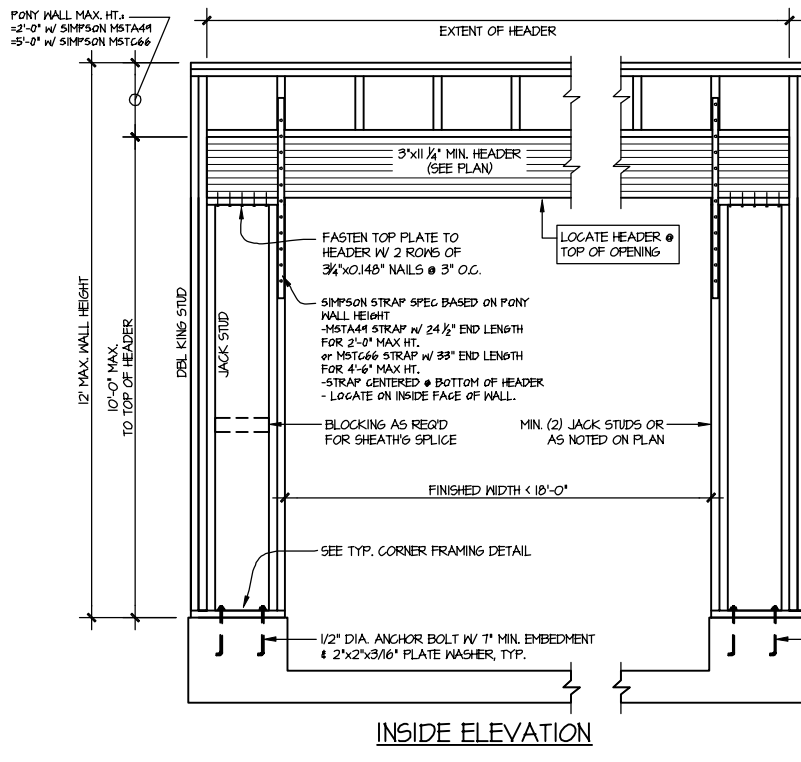 PONY WALL MAX. HT.:
=2'-0" W/ SIMPSON MSTA49
=5'-0" W/ SIMPSON MSTC66
EXTENT OF HEADER
3"x11 1/4" MIN. HEADER
(SEE PLAN)
FASTEN TOP PLATE TO
HEADER W/ 2 ROWS OF
3 1/4"x0.148" NAILS @ 3" O.C.
LOCATE HEADER @
TOP OF OPENING
SIMPSON STRAP SPEC BASED ON PONY
WALL HEIGHT
-MSTA49 STRAP W/ 24 1/2" END LENGTH
FOR 2'-0" MAX HT.
or MSTC66 STRAP W/ 33" END LENGTH
FOR 4'-6" MAX HT.
-STRAP CENTERED @ BOTTOM OF HEADER
- LOCATE ON INSIDE FACE OF WALL.
12' MAX. WALL HEIGHT
10'-0" MAX.
TO TOP OF HEADER
DBL KING STUD
JACK STUD
BLOCKING AS REQ'D
FOR SHEATH'G SPLICE
MIN. (2) JACK STUDS OR
AS NOTED ON PLAN
FINISHED WIDTH < 18'-0"
SEE TYP. CORNER FRAMING DETAIL
1/2" DIA. ANCHOR BOLT W/ 7" MIN. EMBEDMENT
& 2"x2"x3/16" PLATE WASHER, TYP.
INSIDE ELEVATION